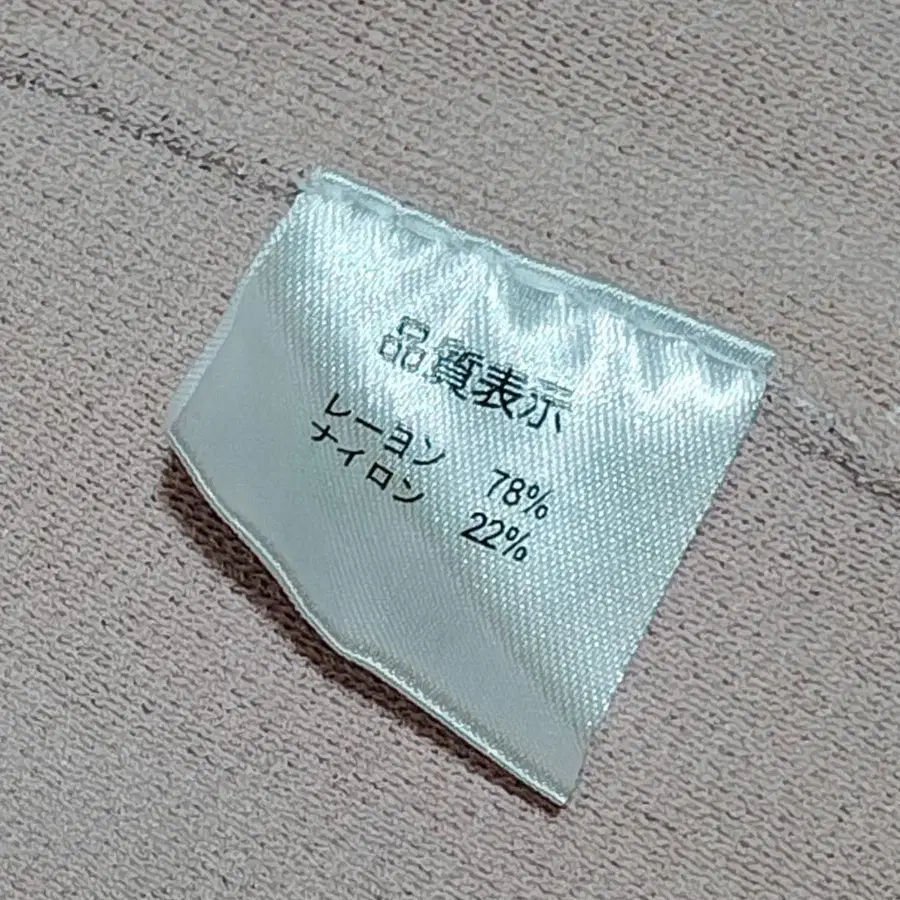 品質表示
レーヨン 78%
ナイロン 22%